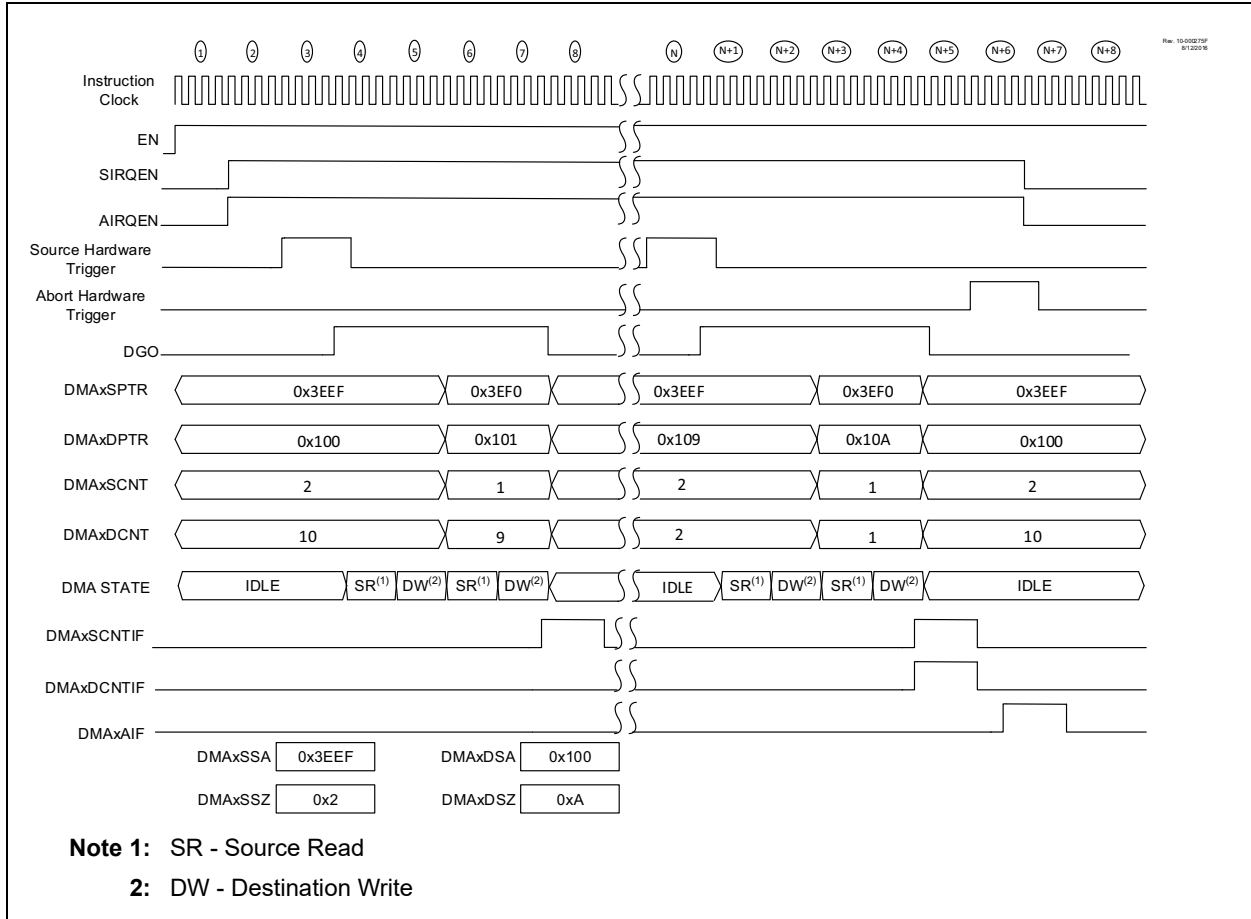 1 2 3 4 5 6 7 8 N N+1 N+2 N+3 N+4 N+5 N+6 N+7 N+8
Rev. 10-000275F
8/12/2016
Instruction
Clock
EN
SIRQEN
AIRQEN
Source Hardware
Trigger
Abort Hardware
Trigger
DGO
DMAxSPTR 0x3EEF 0x3EF0 0x3EEF 0x3EF0 0x3EEF
DMAxDPTR 0x100 0x101 0x109 0x10A 0x100
DMAxSCNT 2 1 2 1 2
DMAxDCNT 10 9 2 1 10
DMA STATE IDLE SR(1) DW(2) SR(1) DW(2) IDLE SR(1) DW(2) SR(1) DW(2) IDLE
DMAxSCNTIF
DMAxDCNTIF
DMAxAIF
DMAxSSA 0x3EEF DMAxDSA 0x100
DMAxSSZ 0x2 DMAxDSZ 0xA
Note 1: SR - Source Read
2: DW - Destination Write